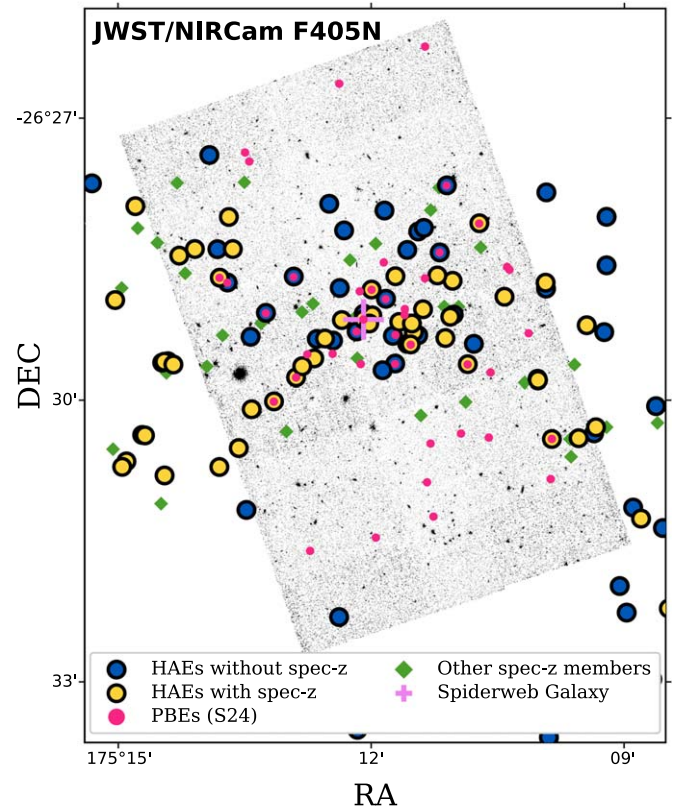 JWST/NIRCam F405N
-26°27'
DEC
30'
33'
HAEs without spec-z
HAEs with spec-z
PBEs (S24)
Other spec-z members
Spiderweb Galaxy
175°15'
12'
09'
RA